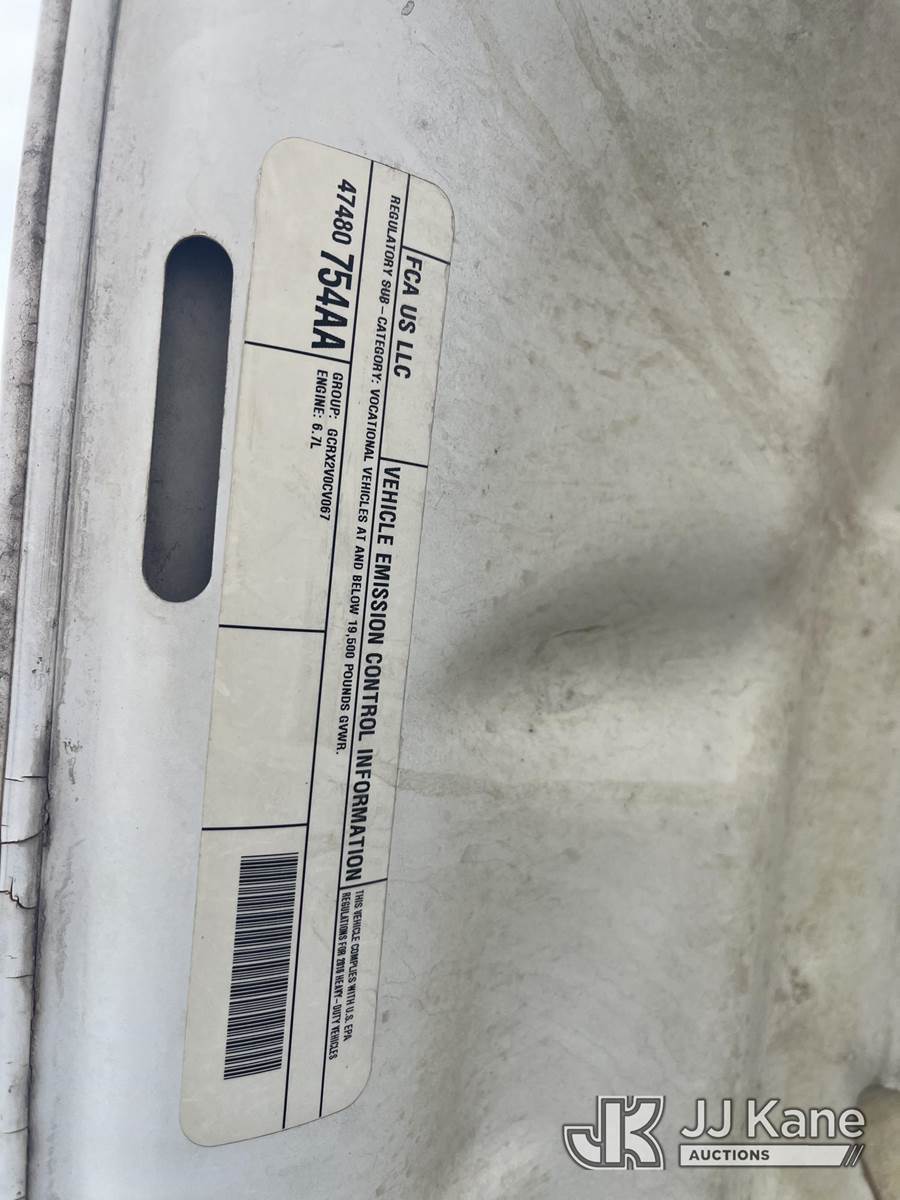 FCA US LLC
VEHICLE EMISSION CONTROL INFORMATION
THIS VEHICLE COMPLIES WITH U.S. EPA
REGULATIONS FOR 2016 HEAVY-DUTY VEHICLES
REGULATORY SUB-CATEGORY: VOCATIONAL VEHICLES AT AND BELOW 19,500 POUNDS GVWR.
47480 754AA
GROUP: GCRX2VOCV067
ENGINE: 6.7L
JK JJ Kane
AUCTIONS